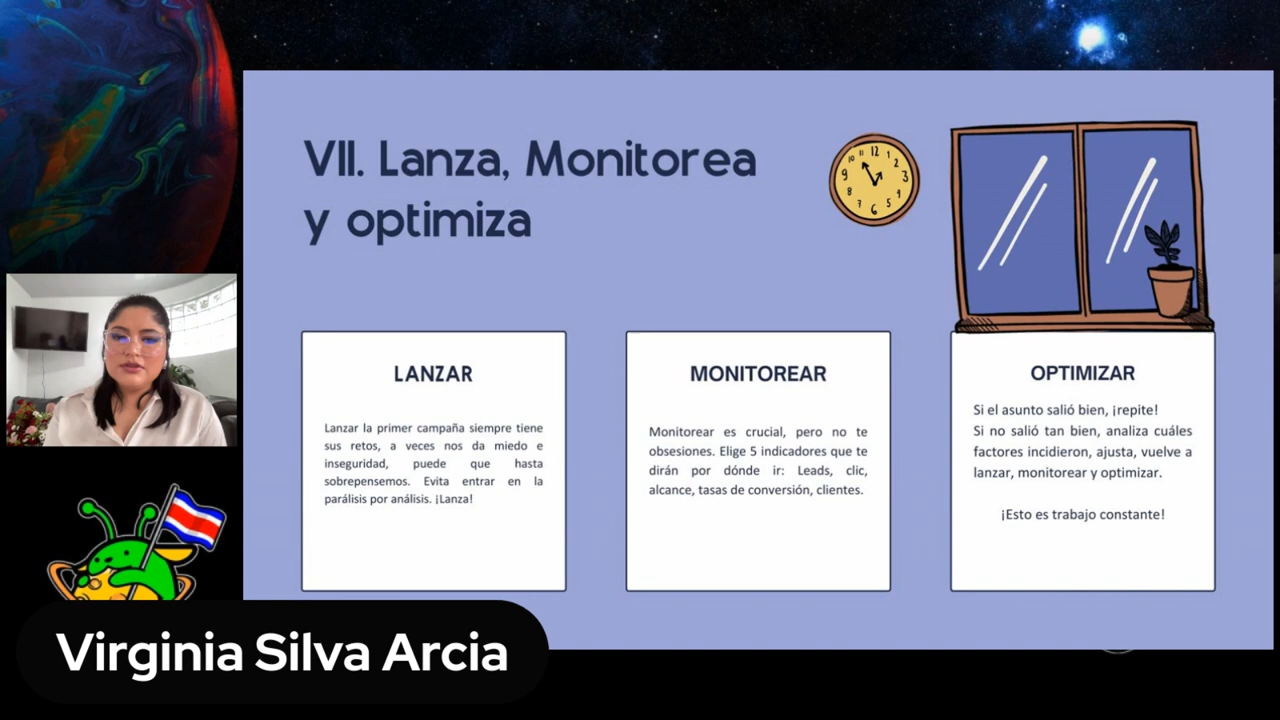 VII. Lanza, Monitorea
y optimiza
LANZAR
Lanzar la primer campaña siempre tiene
sus retos, a veces nos da miedo e
inseguridad, puede que hasta
sobrepensemos. Evita entrar en la
parálisis por análisis. ¡Lanza!
MONITOREAR
Monitorear es crucial, pero no te
obsesiones. Elige 5 indicadores que te
dirán por dónde ir: Leads, clic,
alcance, tasas de conversión, clientes.
OPTIMIZAR
Si el asunto salió bien, ¡repite!
Si no salió tan bien, analiza cuáles
factores incidieron, ajusta, vuelve a
lanzar, monitorear y optimizar.
¡Esto es trabajo constante!
Virginia Silva Arcia